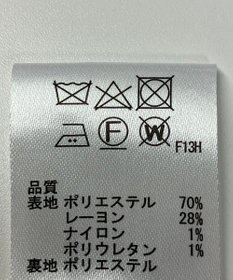 F W F13H
品質
表地 ポリエステル 70%
レーヨン 28%
ナイロン 1%
ポリウレタン 1%
裏地 ポリエステル